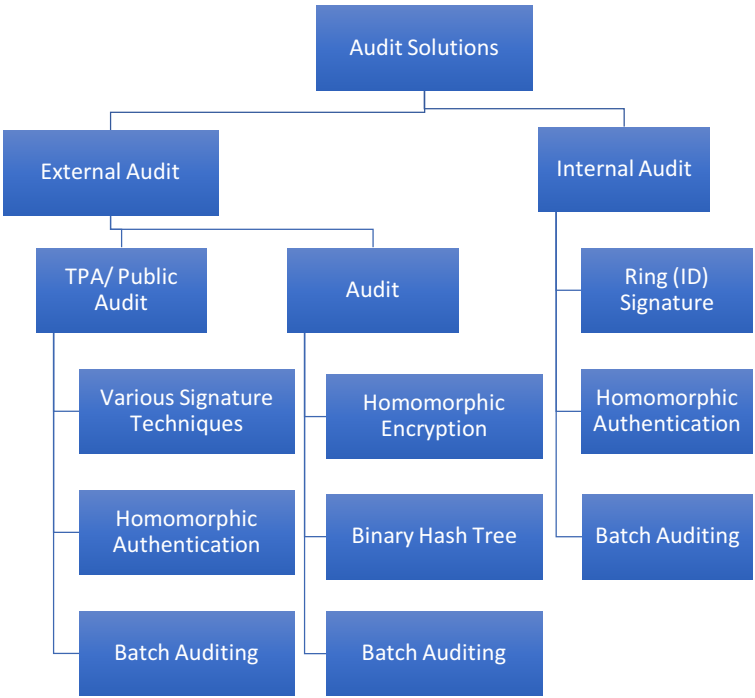 Audit Solutions
External Audit
Internal Audit
TPA/ Public
Audit
Audit
Ring (ID)
Signature
Various Signature
Techniques
Homomorphic
Encryption
Homomorphic
Authentication
Homomorphic
Authentication
Binary Hash Tree
Batch Auditing
Batch Auditing
Batch Auditing